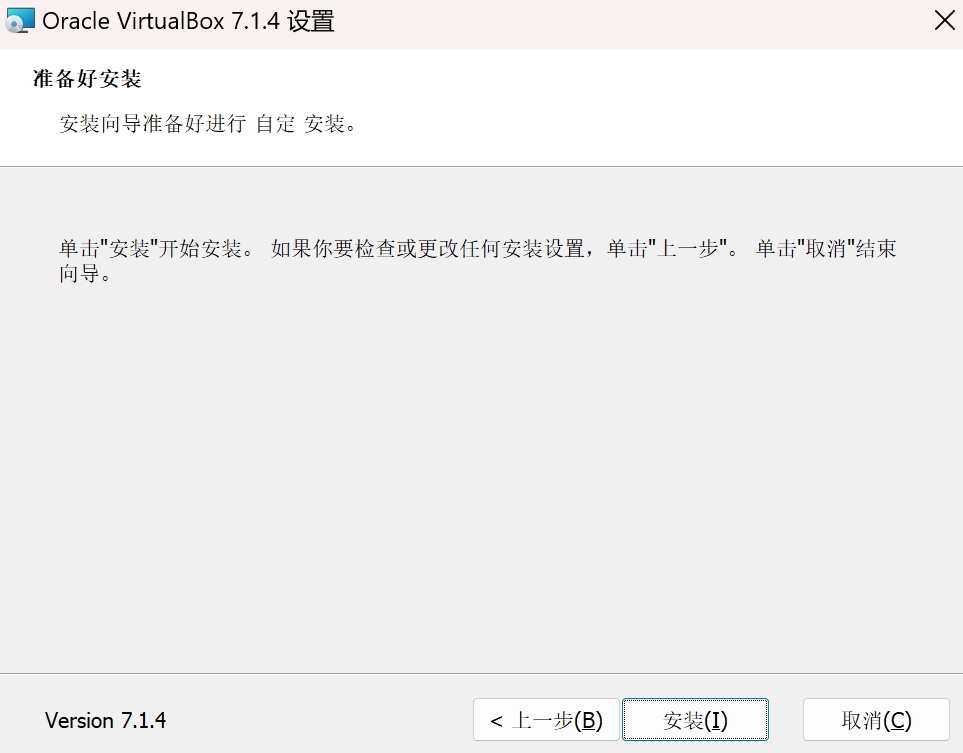 Oracle VirtualBox 7.1.4 设置
准备好安装
安装向导准备好进行 自定 安装。
单击"安装"开始安装。 如果你要检查或更改任何安装设置，单击"上一步"。 单击"取消"结束
向导。
Version 7.1.4
< 上一步(B)
安装(I)
取消(C)